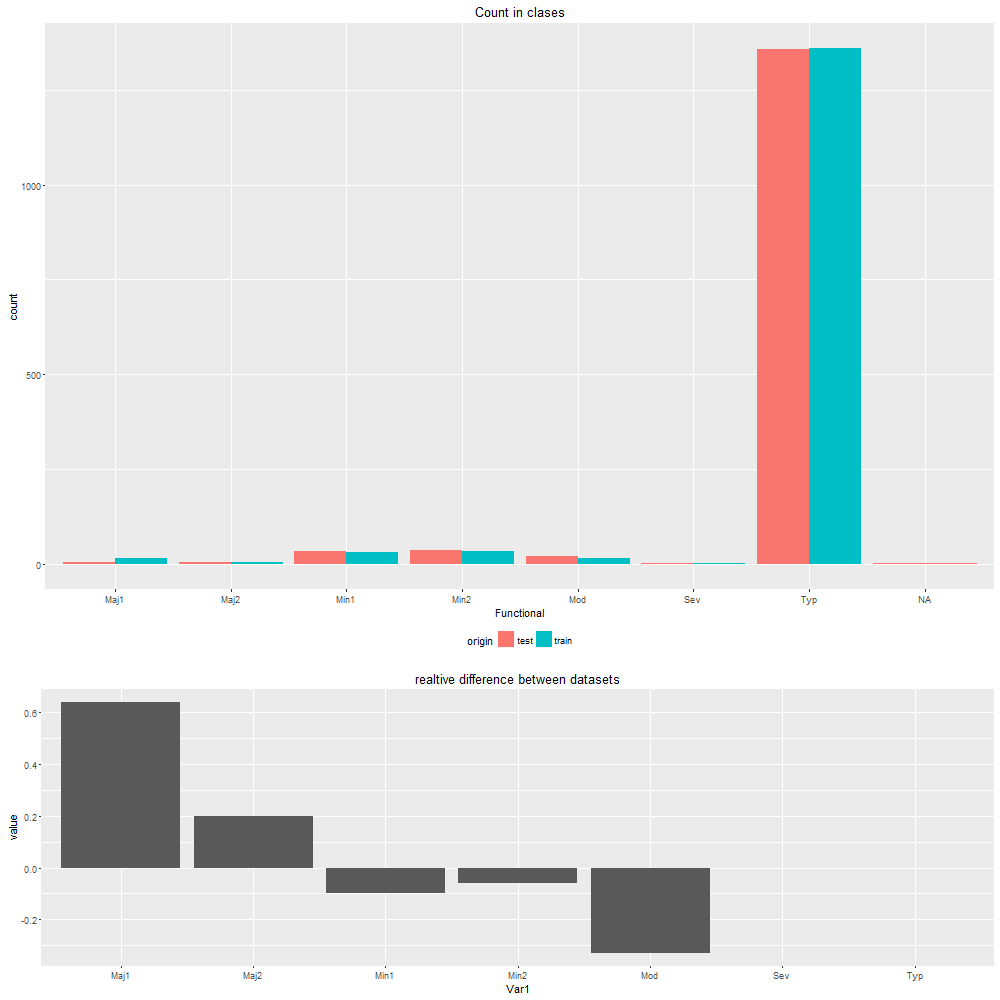 Count in clases
count
1000
500
0
Maj1 Maj2 Min1 Min2 Mod Sev Typ NA
Functional
origin test train
realtive difference between datasets
value
0.6
0.4
0.2
0.0
-0.2
Maj1 Maj2 Min1 Min2 Mod Sev Typ
Var1